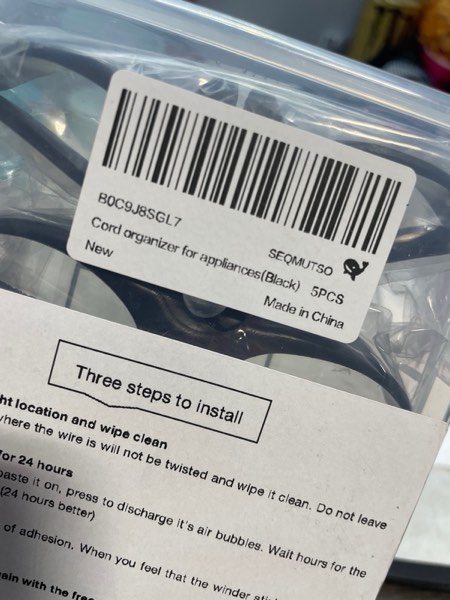 B0C9J8SGL7
SEQMUTSO
Cord organizer for appliances(Black) 5PCS
New
Made in China
Three steps to install
location and wipe clean
where the wire is will not be twisted and wipe it clean. Do not leave
for 24 hours
paste it on, press to discharge it's air bubbles. Wait hours for the
(24 hours better)
of adhesion. When you feel that the winder
with the